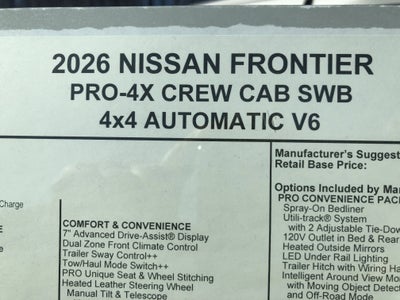 2026 NISSAN FRONTIER
PRO-4X CREW CAB SWB
4x4 AUTOMATIC V6
Charge
COMFORT & CONVENIENCE
7" Advanced Drive-Assist® Display
Dual Zone Front Climate Control
Trailer Sway Control++
Tow/Haul Mode Switch++
PRO Unique Seat & Wheel Stitching
Heated Leather Steering Wheel
Manual Tilt & Telescope
Manufacturer's Suggest
Retail Base Price:
Options Included by Ma
PRO CONVENIENCE PAC
Spray-On Bedliner
Utili-track® System
with 2 Adjustable Tie-Dow
120V Outlet in Bed & Rear
Heated Outside Mirrors
LED Under Rail Lighting
Trailer Hitch with Wiring Ha
Intelligent Around View Mo
with Moving Object Detect
and Off-Road Mode